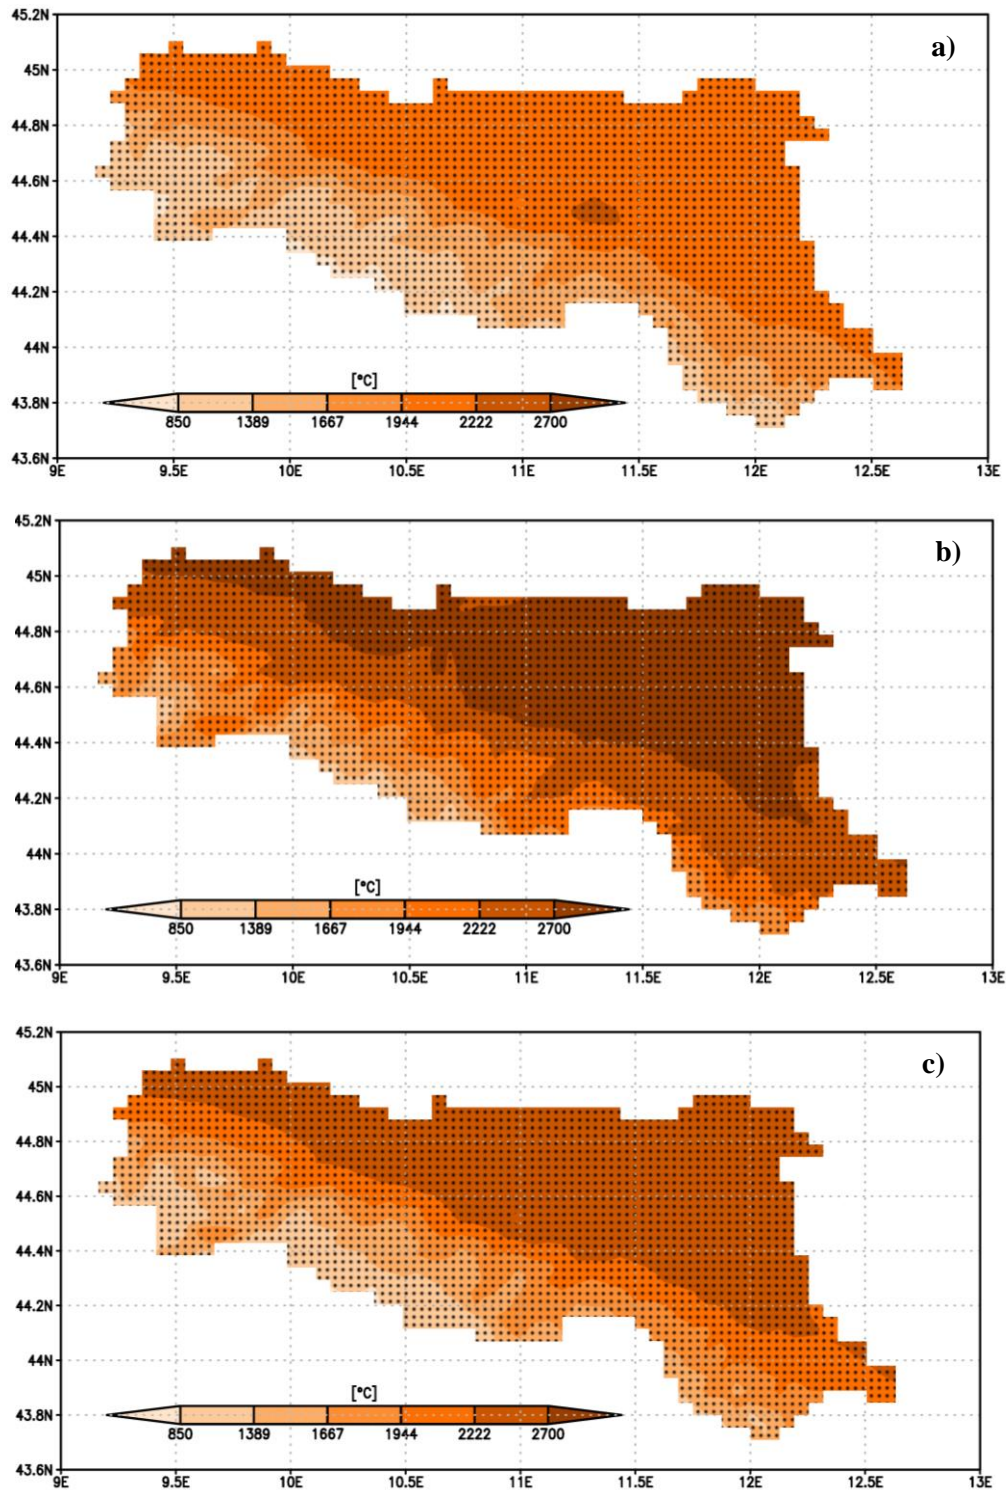 45.2N
a)
45N
44.8N
44.6N
44.4N
44.2N
44N
[°C]
43.8N
850 1389 1667 1944 2222 2700
43.6N
9E 9.5E 10E 10.5E 11E 11.5E 12E 12.5E 13E
45.2N
b)
45N
44.8N
44.6N
44.4N
44.2N
44N
[°C]
43.8N
850 1389 1667 1944 2222 2700
43.6N
9E 9.5E 10E 10.5E 11E 11.5E 12E 12.5E 13E
45.2N
c)
45N
44.8N
44.6N
44.4N
44.2N
44N
[°C]
43.8N
850 1389 1667 1944 2222 2700
43.6N
9E 9.5E 10E 10.5E 11E 11.5E 12E 12.5E 13E